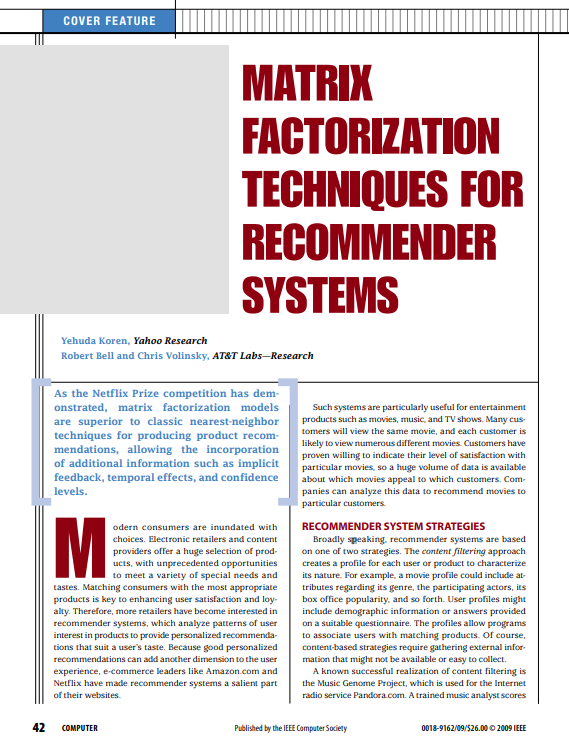 COVER FEATURE
MATRIX
FACTORIZATION
TECHNIQUES FOR
RECOMMENDER
SYSTEMS
Yehuda Koren, Yahoo Research
Robert Bell and Chris Volinsky, AT&T Labs—Research
As the Netflix Prize competition has dem-
onstrated, matrix factorization models
are superior to classic nearest-neighbor
techniques for producing product recom-
mendations, allowing the incorporation
of additional information such as implicit
feedback, temporal effects, and confidence
levels.
Modern consumers are inundated with
choices. Electronic retailers and content
providers offer a huge selection of prod-
ucts, with unprecedented opportunities
to meet a variety of special needs and
tastes. Matching consumers with the most appropriate
products is key to enhancing user satisfaction and loy-
alty. Therefore, more retailers have become interested in
recommender systems, which analyze patterns of user
interest in products to provide personalized recommenda-
tions that suit a user's taste. Because good personalized
recommendations can add another dimension to the user
experience, e-commerce leaders like Amazon.com and
Netflix have made recommender systems a salient part
of their websites.
Such systems are particularly useful for entertainment
products such as movies, music, and TV shows. Many cus-
tomers will view the same movie, and each customer is
likely to view numerous different movies. Customers have
proven willing to indicate their level of satisfaction with
particular movies, so a huge volume of data is available
about which movies appeal to which customers. Com-
panies can analyze this data to recommend movies to
particular customers.
RECOMMENDER SYSTEM STRATEGIES
Broadly speaking, recommender systems are based
on one of two strategies. The content filtering approach
creates a profile for each user or product to characterize
its nature. For example, a movie profile could include at-
tributes regarding its genre, the participating actors, its
box office popularity, and so forth. User profiles might
include demographic information or answers provided
on a suitable questionnaire. The profiles allow programs
to associate users with matching products. Of course,
content-based strategies require gathering external infor-
mation that might not be available or easy to collect.
A known successful realization of content filtering is
the Music Genome Project, which is used for the Internet
radio service Pandora.com. A trained music analyst scores
42 COMPUTER Published by the IEEE Computer Society 0018-9162/09/$26.00 © 2009 IEEE